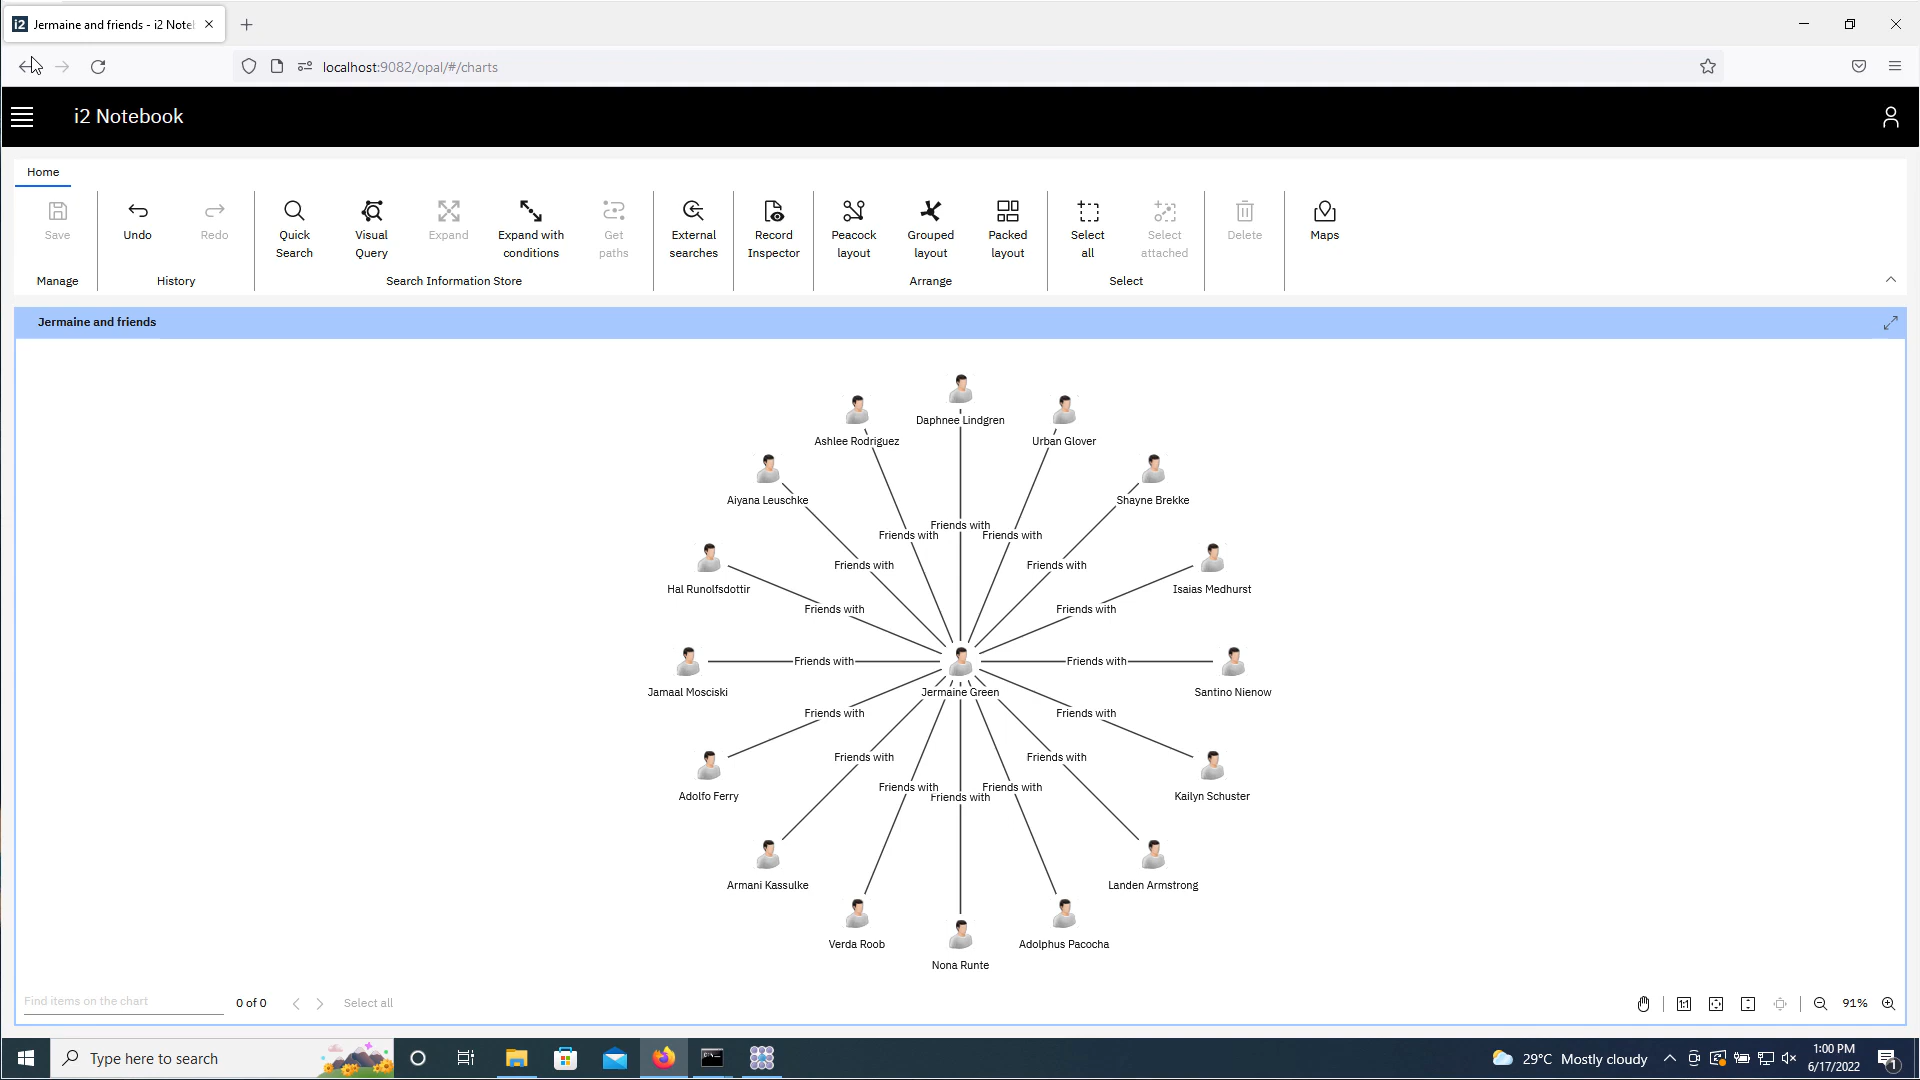 i2 Jermaine and friends - i2 Note
localhost:9082/opal/#/charts
i2 Notebook
Home
Save
Undo
Redo
Quick Search
Visual Query
Expand
Expand with conditions
Get paths
External searches
Record Inspector
Peacock layout
Grouped layout
Packed layout
Select all
Select attached
Delete
Maps
Manage
History
Search Information Store
Arrange
Select
Jermaine and friends
Daphnee Lindgren
Ashlee Rodriguez
Urban Glover
Aiyana Leuschke
Shayne Brekke
Friends with
Friends with
Friends with
Friends with
Friends with
Hal Runolfsdottir
Isaias Medhurst
Friends with
Friends with
Friends with
Friends with
Jamaal Mosciski
Jermaine Green
Santino Nienow
Friends with
Friends with
Friends with
Friends with
Friends with
Friends with
Friends with
Adolfo Ferry
Kailyn Schuster
Armani Kassulke
Landen Armstrong
Verda Roob
Adolphus Pacocha
Nona Runte
Find items on the chart
0 of 0
Select all
1:1
91%
Type here to search
29°C Mostly cloudy
1:00 PM
6/17/2022
1